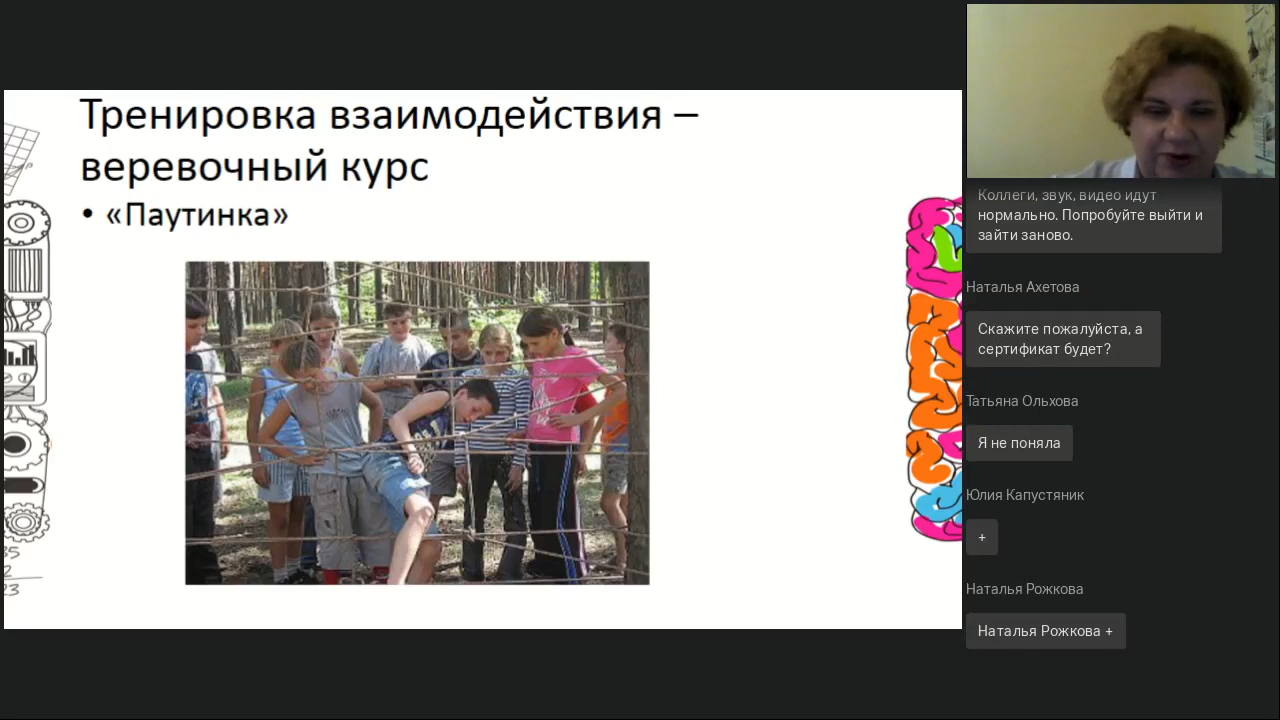 Тренировка взаимодействия –
веревочный курс
• «Паутинка»
Коллеги, звук, видео идут
нормально. Попробуйте выйти и
зайти заново.
Наталья Ахетова
Скажите пожалуйста, а
сертификат будет?
Татьяна Ольхова
Я не поняла
Юлия Капустяник
+
Наталья Рожкова
Наталья Рожкова +